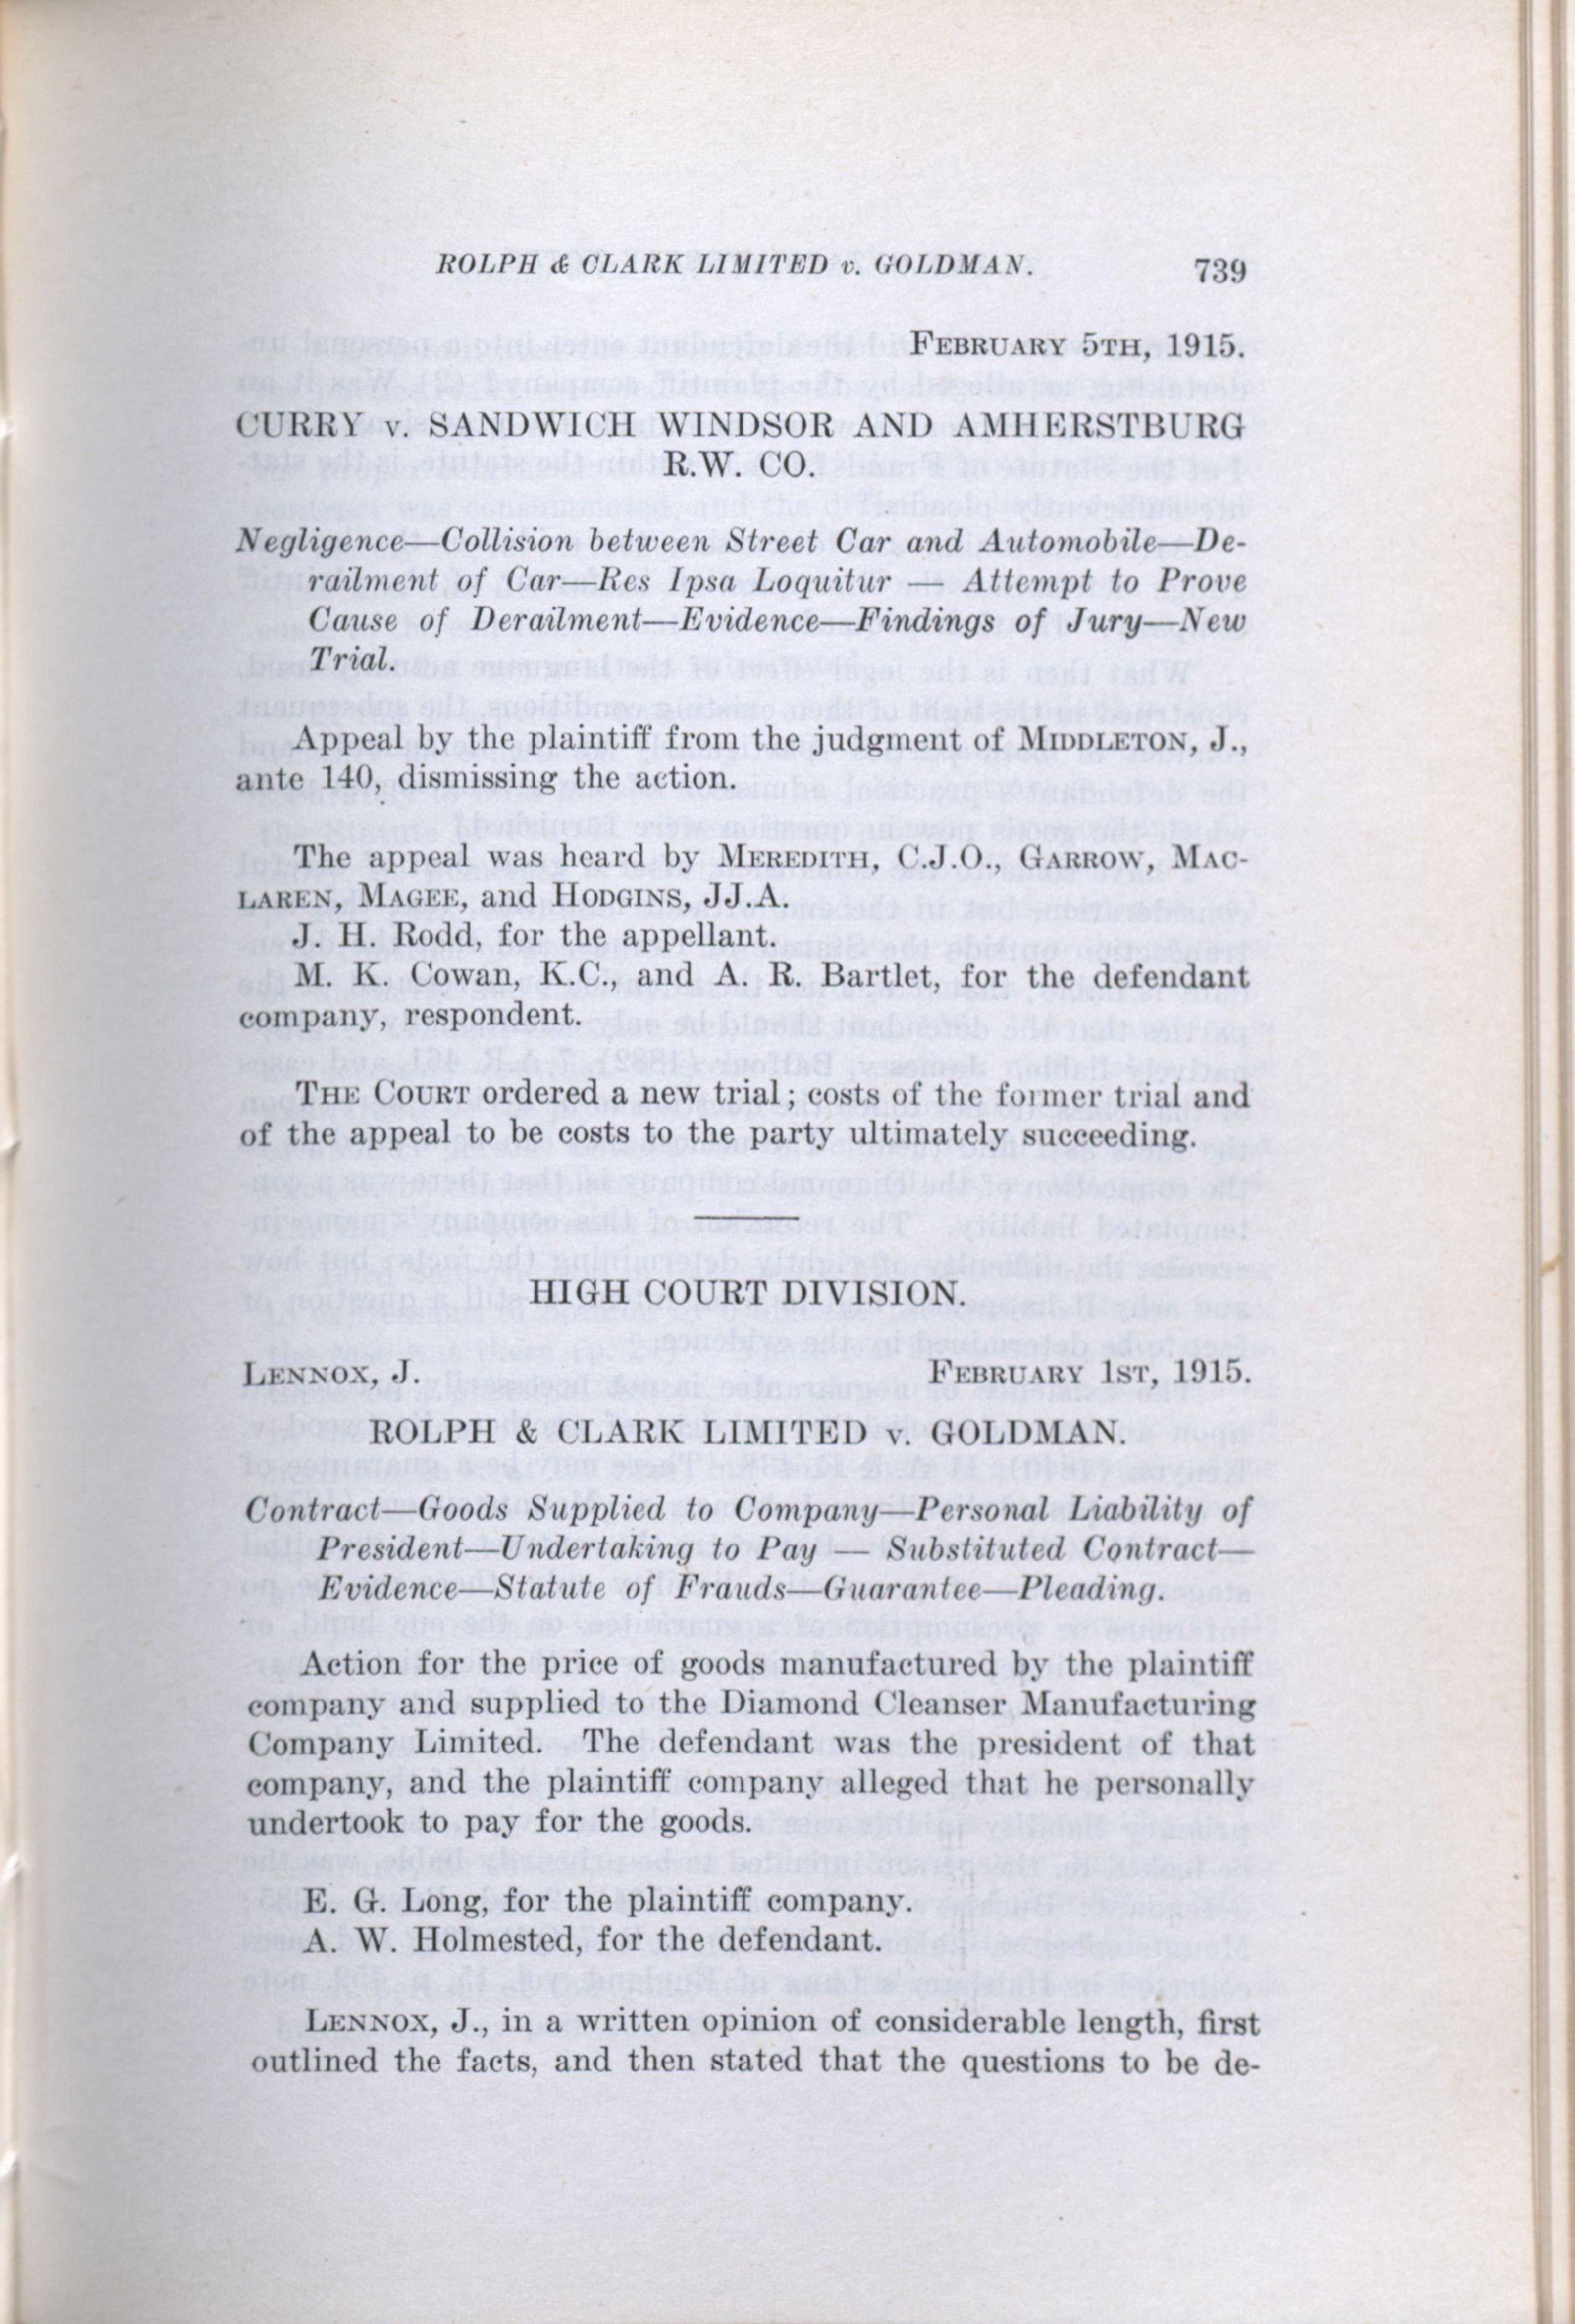 ROLPH & CLARK LIMITED v. GOLDMAN. 739
FEBRUARY 5TH, 1915.
CURRY v. SANDWICH WINDSOR AND AMHERSTBURG
R.W. CO.
Negligence—Collision between Street Car and Automobile—De-
railment of Car—Res Ipsa Loquitur — Attempt to Prove
Cause of Derailment—Evidence—Findings of Jury—New
Trial.
Appeal by the plaintiff from the judgment of MIDDLETON, J.,
ante 140, dismissing the action.
The appeal was heard by MEREDITH, C.J.O., GARROW, MAC-
LAREN, MAGEE, and HODGINS, JJ.A.
J. H. Rodd, for the appellant.
M. K. Cowan, K.C., and A. R. Bartlet, for the defendant
company, respondent.
THE COURT ordered a new trial; costs of the former trial and
of the appeal to be costs to the party ultimately succeeding.
HIGH COURT DIVISION.
LENNOX, J. FEBRUARY 1ST, 1915.
ROLPH & CLARK LIMITED v. GOLDMAN.
Contract—Goods Supplied to Company—Personal Liability of
President—Undertaking to Pay — Substituted Contract—
Evidence—Statute of Frauds—Guarantee—Pleading.
Action for the price of goods manufactured by the plaintiff
company and supplied to the Diamond Cleanser Manufacturing
Company Limited. The defendant was the president of that
company, and the plaintiff company alleged that he personally
undertook to pay for the goods.
E. G. Long, for the plaintiff company.
A. W. Holmested, for the defendant.
LENNOX, J., in a written opinion of considerable length, first
outlined the facts, and then stated that the questions to be de-